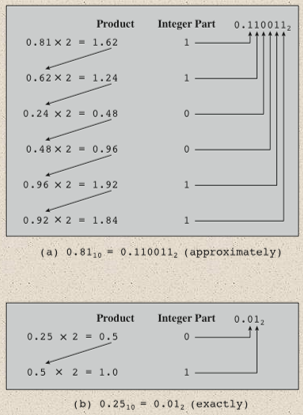 Product Integer Part 0.110011₂
0.81 × 2 = 1.62 1
0.62 × 2 = 1.24 1
0.24 × 2 = 0.48 0
0.48 × 2 = 0.96 0
0.96 × 2 = 1.92 1
0.92 × 2 = 1.84 1
(a) 0.81₁₀ = 0.110011₂ (approximately)
Product Integer Part 0.01₂
0.25 × 2 = 0.5 0
0.5 × 2 = 1.0 1
(b) 0.25₁₀ = 0.01₂ (exactly)